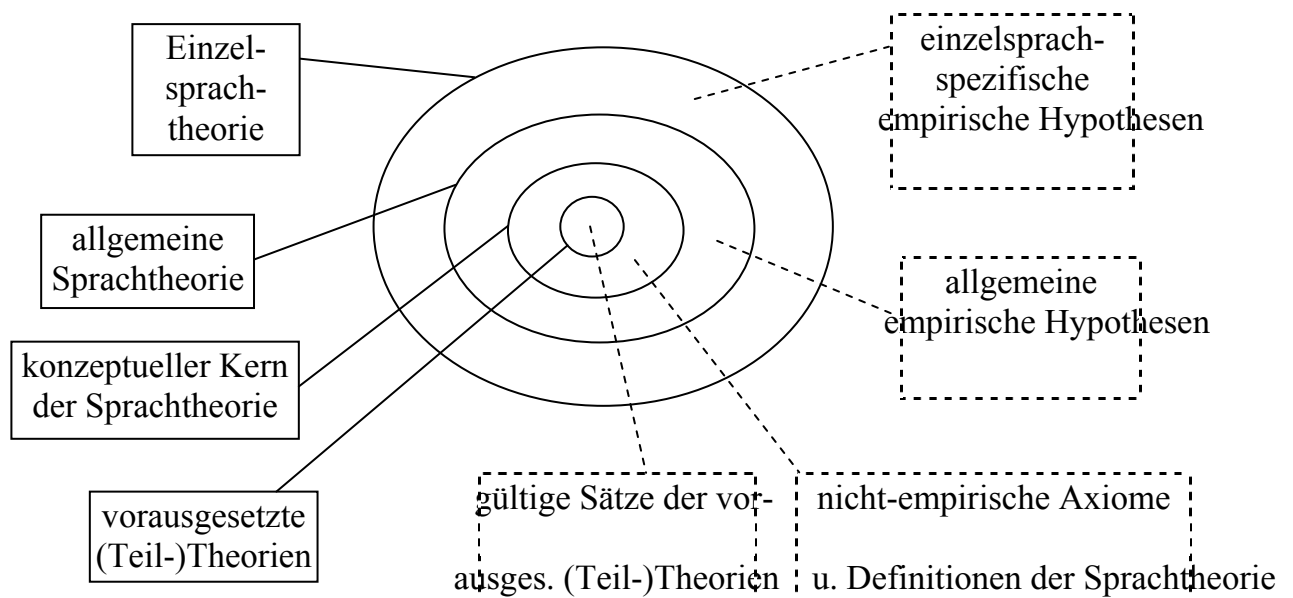 Einzel-
sprach-
theorie
einzelsprach-
spezifische
empirische Hypothesen
allgemeine
Sprachtheorie
allgemeine
empirische Hypothesen
konzeptueller Kern
der Sprachtheorie
vorausgesetzte
(Teil-)Theorien
gültige Sätze der vor-
ausges. (Teil-)Theorien
nicht-empirische Axiome
u. Definitionen der Sprachtheorie